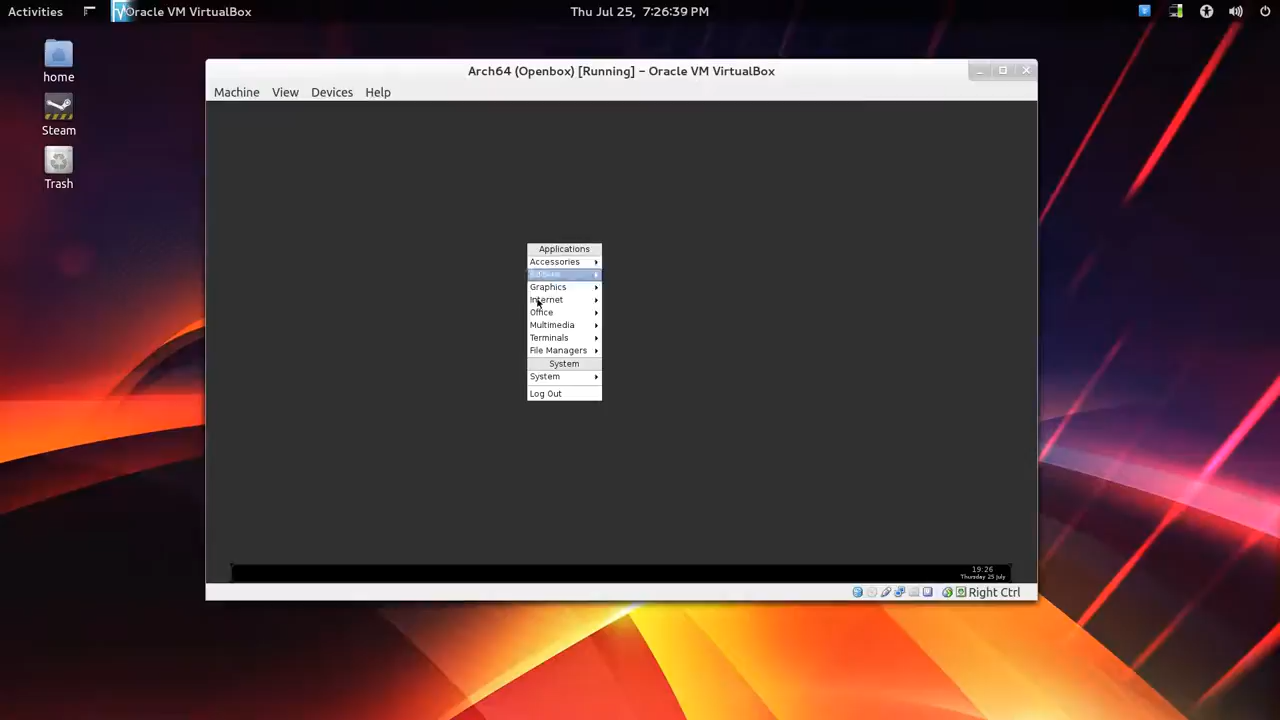 Activities
Oracle VM VirtualBox
Thu Jul 25, 7:26:39 PM
home
Steam
Trash
Arch64 (Openbox) [Running] – Oracle VM VirtualBox
Machine View Devices Help
Applications
Accessories
Graphics
Internet
Office
Multimedia
Terminals
File Managers
System
System
Log Out
19:26
Thursday 25 July
Right Ctrl